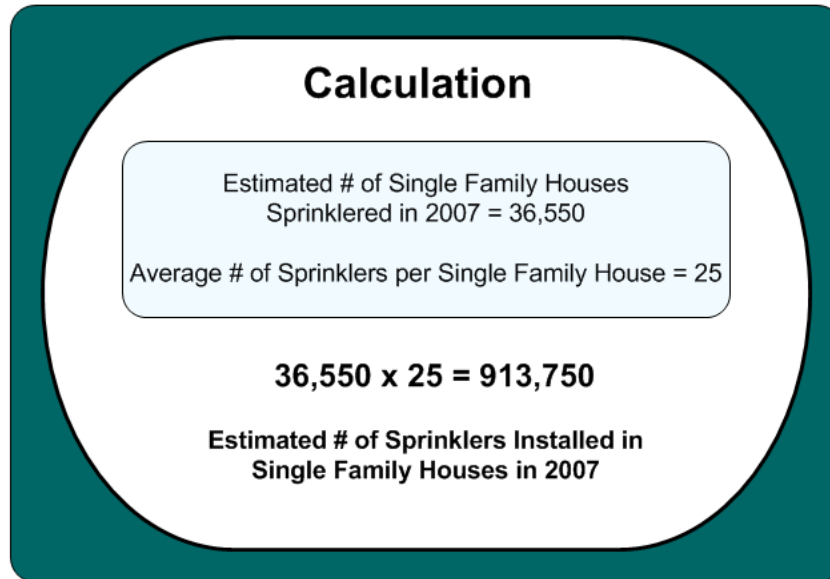 Calculation
Estimated # of Single Family Houses
Sprinklered in 2007 = 36,550
Average # of Sprinklers per Single Family House = 25
36,550 x 25 = 913,750
Estimated # of Sprinklers Installed in
Single Family Houses in 2007